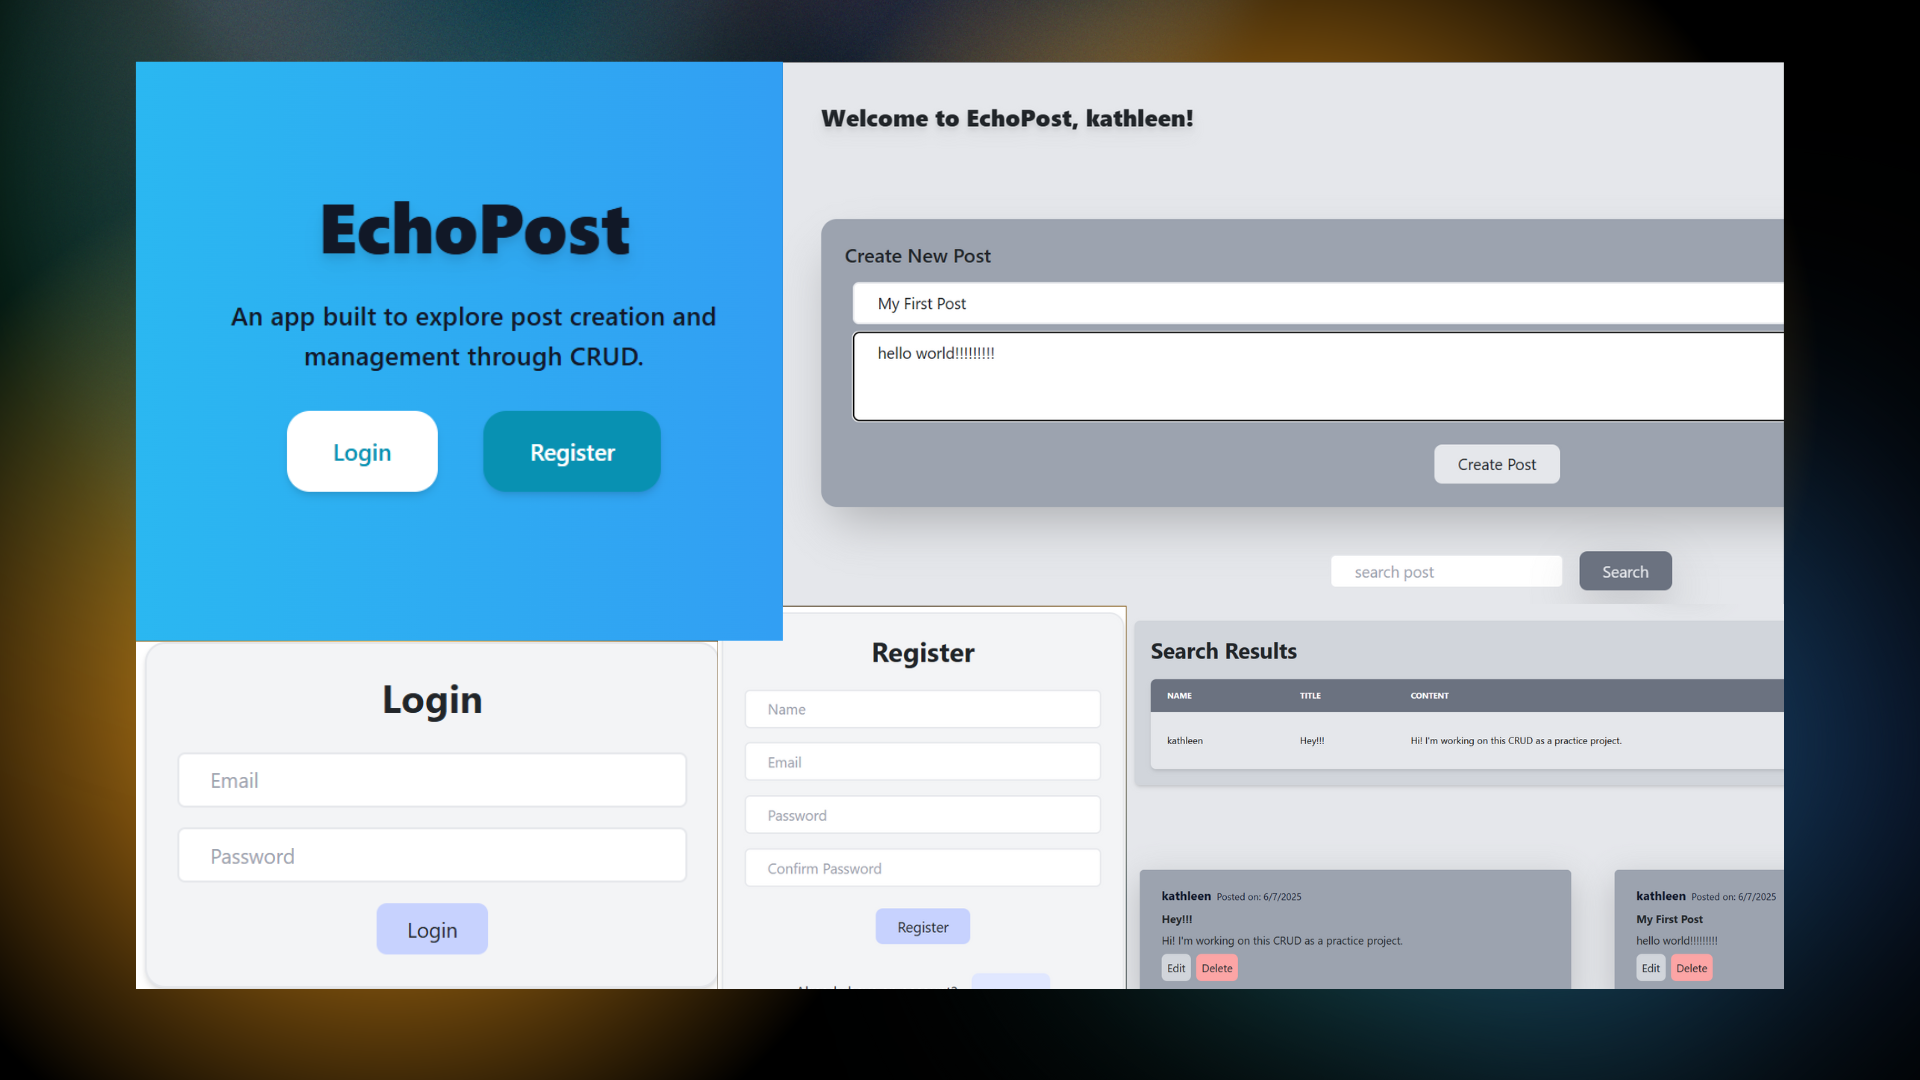 EchoPost
An app built to explore post creation and
management through CRUD.
Login
Register
Welcome to EchoPost, kathleen!
Create New Post
My First Post
hello world!!!!!!!!!
Create Post
search post
Search
Login
Email
Password
Login
Register
Name
Email
Password
Confirm Password
Register
Search Results
NAME TITLE CONTENT
kathleen Hey!!! Hi! I'm working on this CRUD as a practice project.
kathleen Posted on: 6/7/2025
Hey!!!
Hi! I'm working on this CRUD as a practice project.
Edit Delete
kathleen Posted on: 6/7/2025
My First Post
hello world!!!!!!!!!
Edit Delete